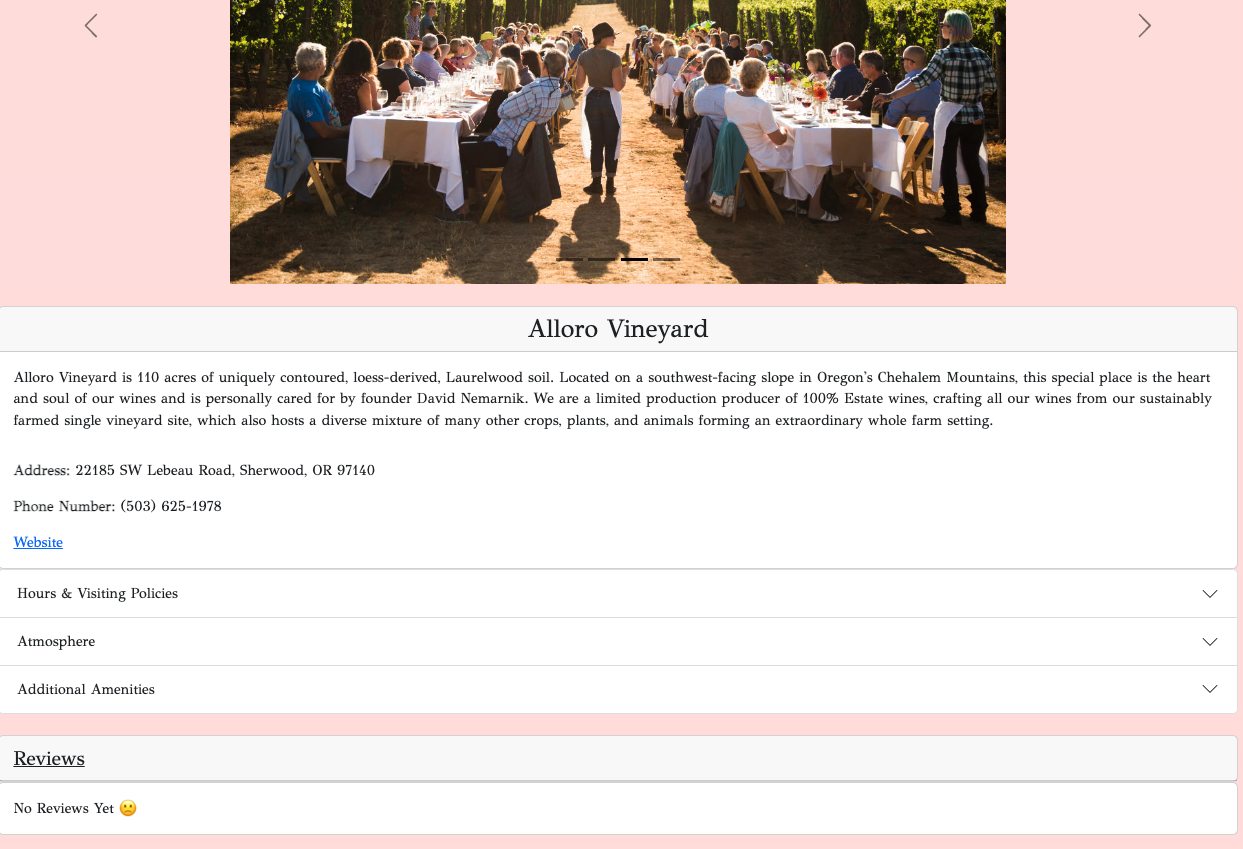 Alloro Vineyard
Alloro Vineyard is 110 acres of uniquely contoured, loess-derived, Laurelwood soil. Located on a southwest-facing slope in Oregon's Chehalem Mountains, this special place is the heart
and soul of our wines and is personally cared for by founder David Nemarnik. We are a limited production producer of 100% Estate wines, crafting all our wines from our sustainably
farmed single vineyard site, which also hosts a diverse mixture of many other crops, plants, and animals forming an extraordinary whole farm setting.
Address: 22185 SW Lebeau Road, Sherwood, OR 97140
Phone Number: (503) 625-1978
Website
Hours & Visiting Policies
Atmosphere
Additional Amenities
Reviews
No Reviews Yet 🙁